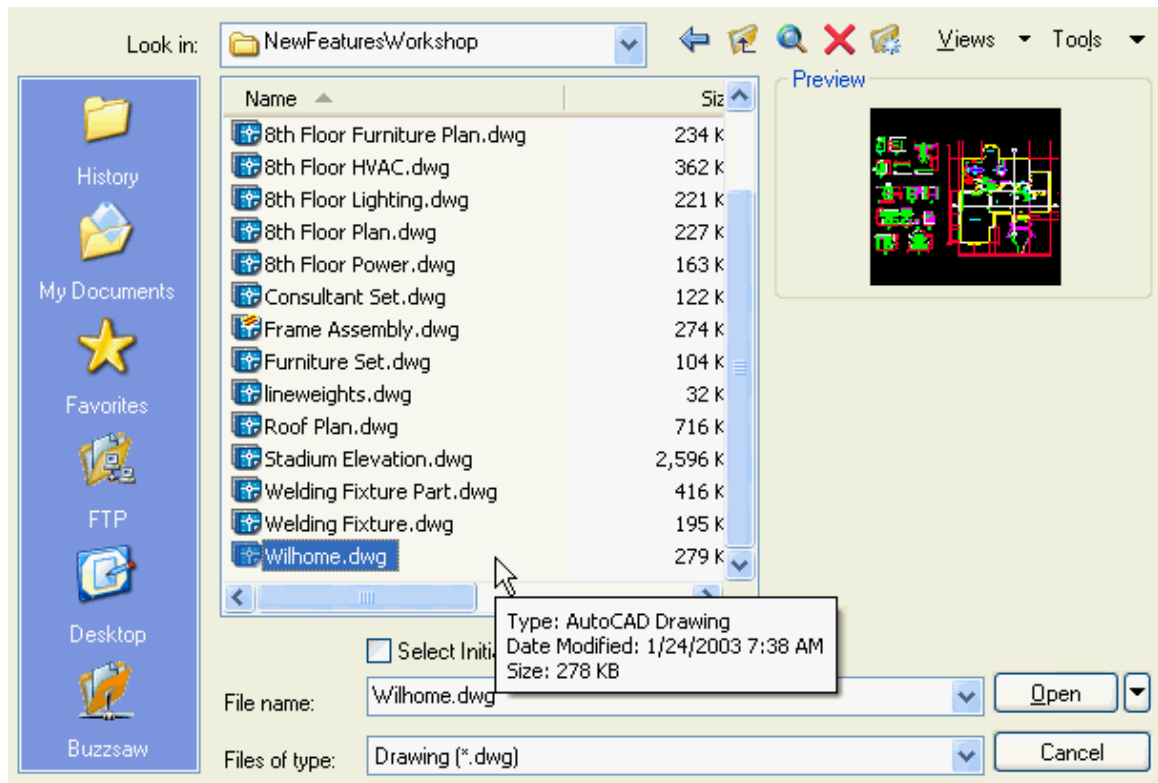 Look in:
NewFeaturesWorkshop
Views
Tools
History
My Documents
Favorites
FTP
Desktop
Buzzsaw
Name Siz
8th Floor Furniture Plan.dwg 234 K
8th Floor HVAC.dwg 362 K
8th Floor Lighting.dwg 221 K
8th Floor Plan.dwg 227 K
8th Floor Power.dwg 163 K
Consultant Set.dwg 122 K
Frame Assembly.dwg 274 K
Furniture Set.dwg 104 K
lineweights.dwg 32 K
Roof Plan.dwg 716 K
Stadium Elevation.dwg 2,596 K
Welding Fixture Part.dwg 416 K
Welding Fixture.dwg 195 K
Wilhome.dwg 279 K
Preview
Type: AutoCAD Drawing
Date Modified: 1/24/2003 7:38 AM
Size: 278 KB
Select Initi
File name: Wilhome.dwg
Open
Files of type: Drawing (*.dwg)
Cancel